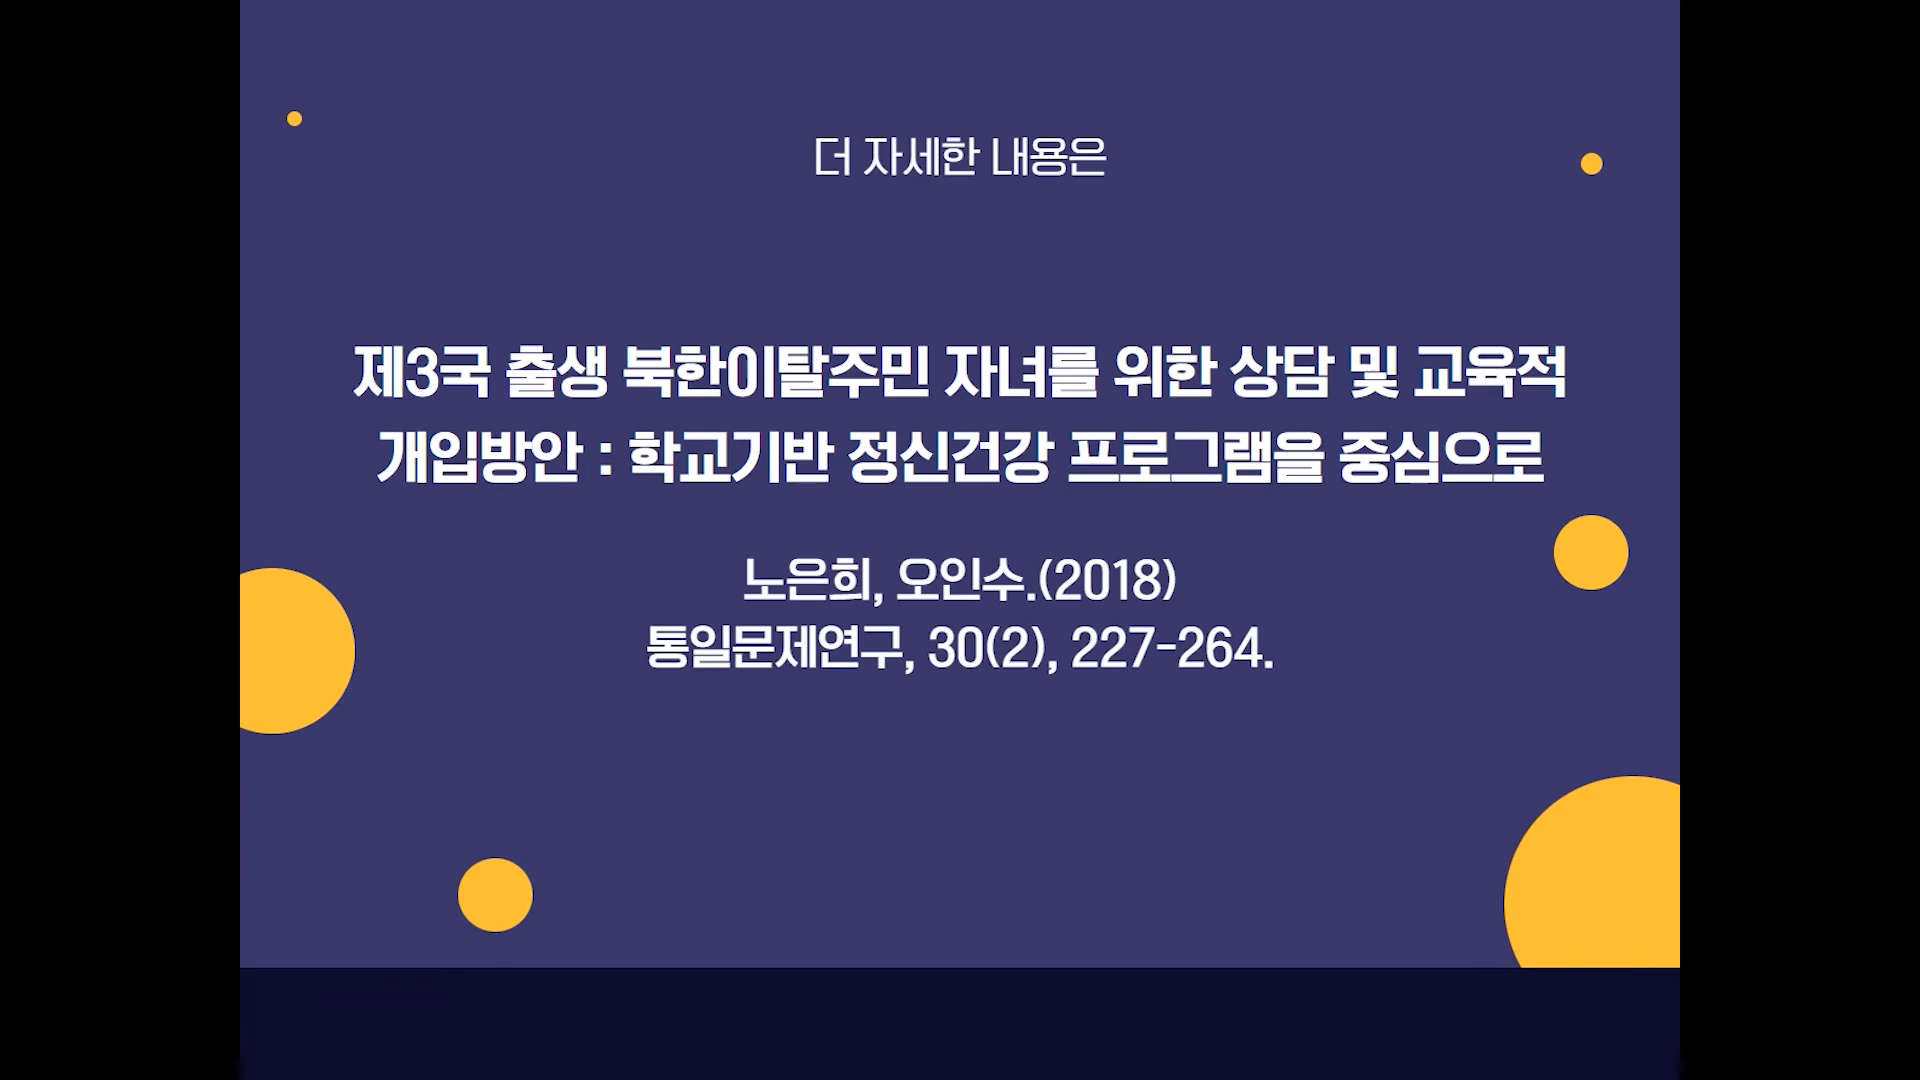 더 자세한 내용은
제3국 출생 북한이탈주민 자녀를 위한 상담 및 교육적
개입방안 : 학교기반 정신건강 프로그램을 중심으로
노은희, 오인수.(2018)
통일문제연구, 30(2), 227-264.